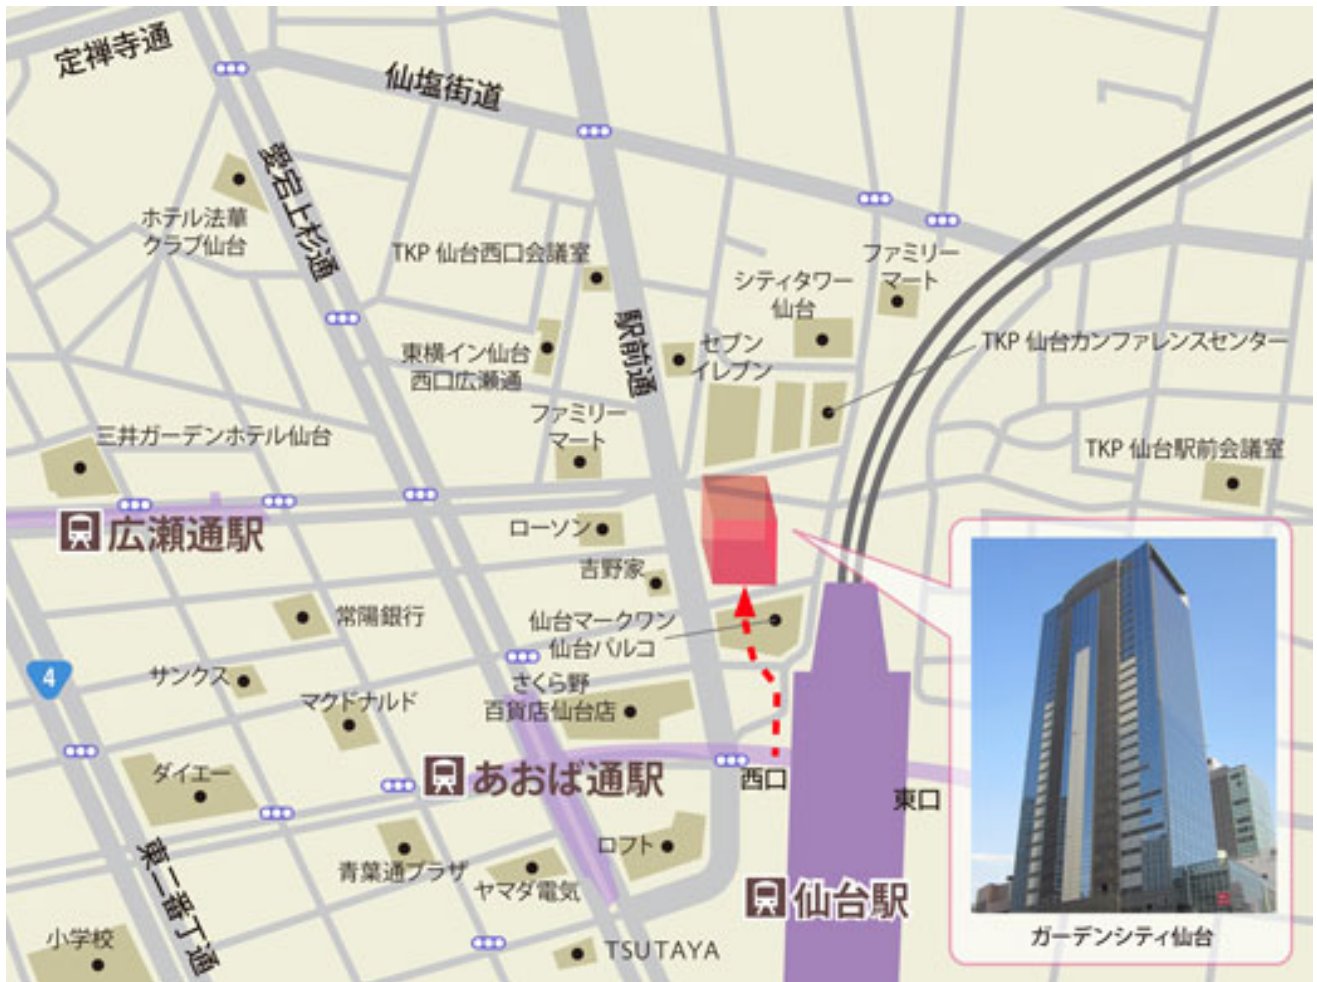 定禅寺通
仙塩街道
愛宕上杉通
ホテル法華
クラブ仙台
TKP 仙台西口会議室
ファミリー
マート
シティタワー
仙台
駅前通
セブン
イレブン
TKP 仙台カンファレンスセンター
東横イン仙台
西口広瀬通
ファミリー
マート
三井ガーデンホテル仙台
TKP 仙台駅前会議室
広瀬通駅
ローソン
吉野家
常陽銀行
仙台マークワン
仙台パルコ
4
サンクス
マクドナルド
さくら野
百貨店仙台店
ダイエー
あおば通駅
西口
東口
東二番丁通
青葉通プラザ
ヤマダ電気
ロフト
仙台駅
ガーデンシティ仙台
小学校
TSUTAYA